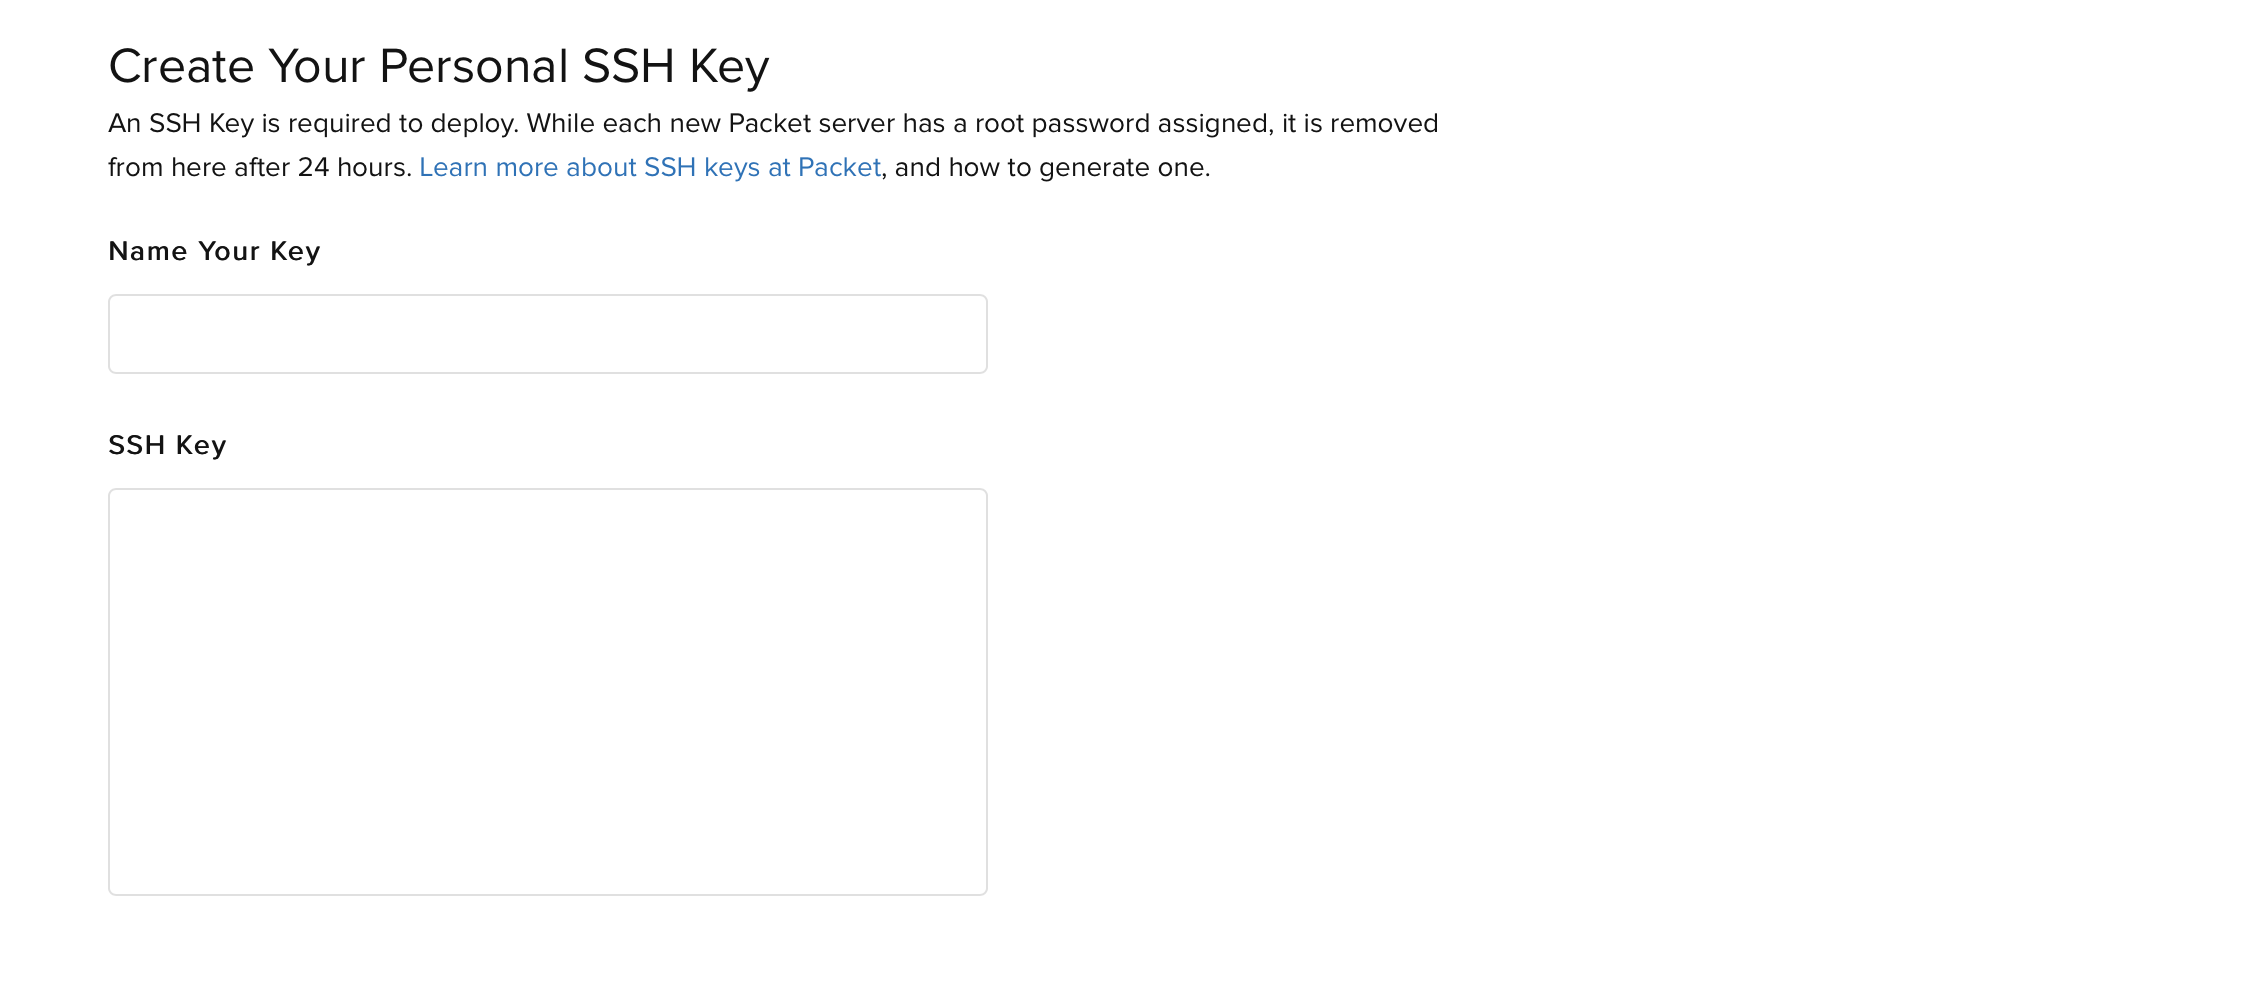 Create Your Personal SSH Key
An SSH Key is required to deploy. While each new Packet server has a root password assigned, it is removed
from here after 24 hours. Learn more about SSH keys at Packet, and how to generate one.
Name Your Key
SSH Key